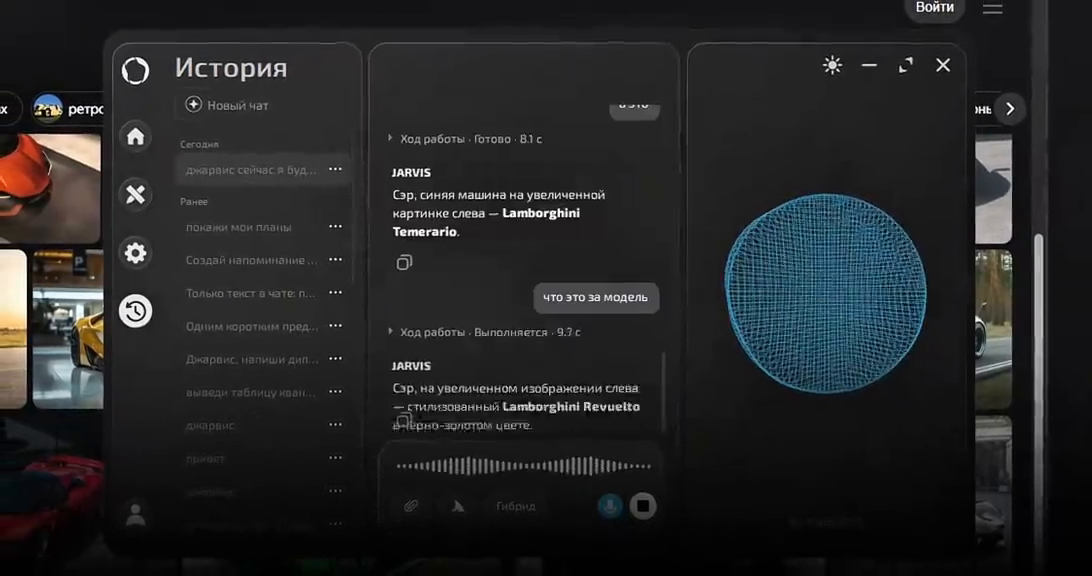 Войти
ретро
История
Новый чат
Сегодня
джарвис сейчас я буд...
Ранее
покажи мои планы
Создай напоминание ...
Только текст в чате: п...
Одним коротким пред...
Джарвис, напиши дип...
выведи таблицу кван...
джарвис
привет
Ход работы · Готово · 8.1 с
JARVIS
Сэр, синяя машина на увеличенной
картинке слева — Lamborghini
Temerario.
что это за модель
Ход работы · Выполняется · 9.7 с
JARVIS
Сэр, на увеличенном изображении слева
— стилизованный Lamborghini Revuelto
в чёрно-золотом цвете.
Гибрид